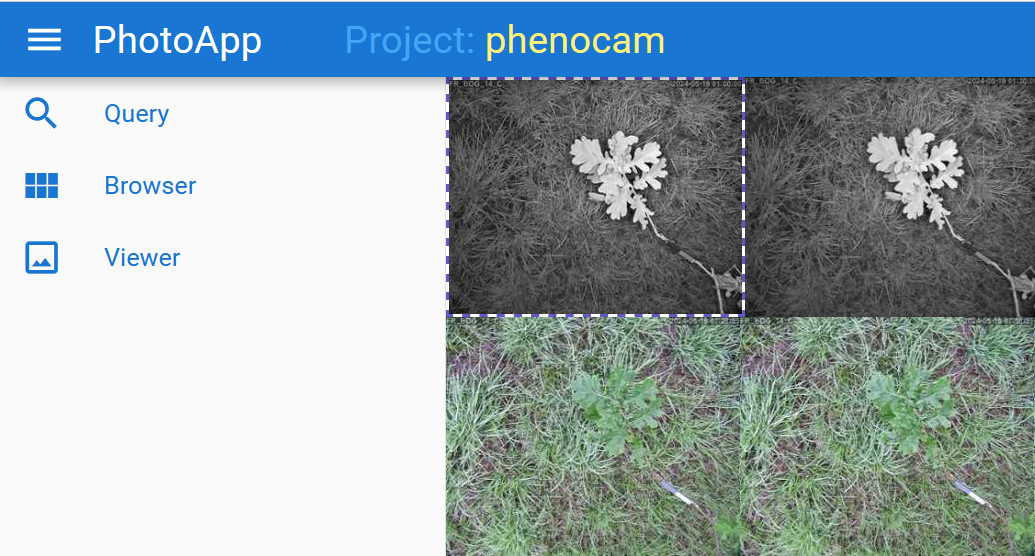 PhotoApp
Project: phenocam
Query
Browser
Viewer